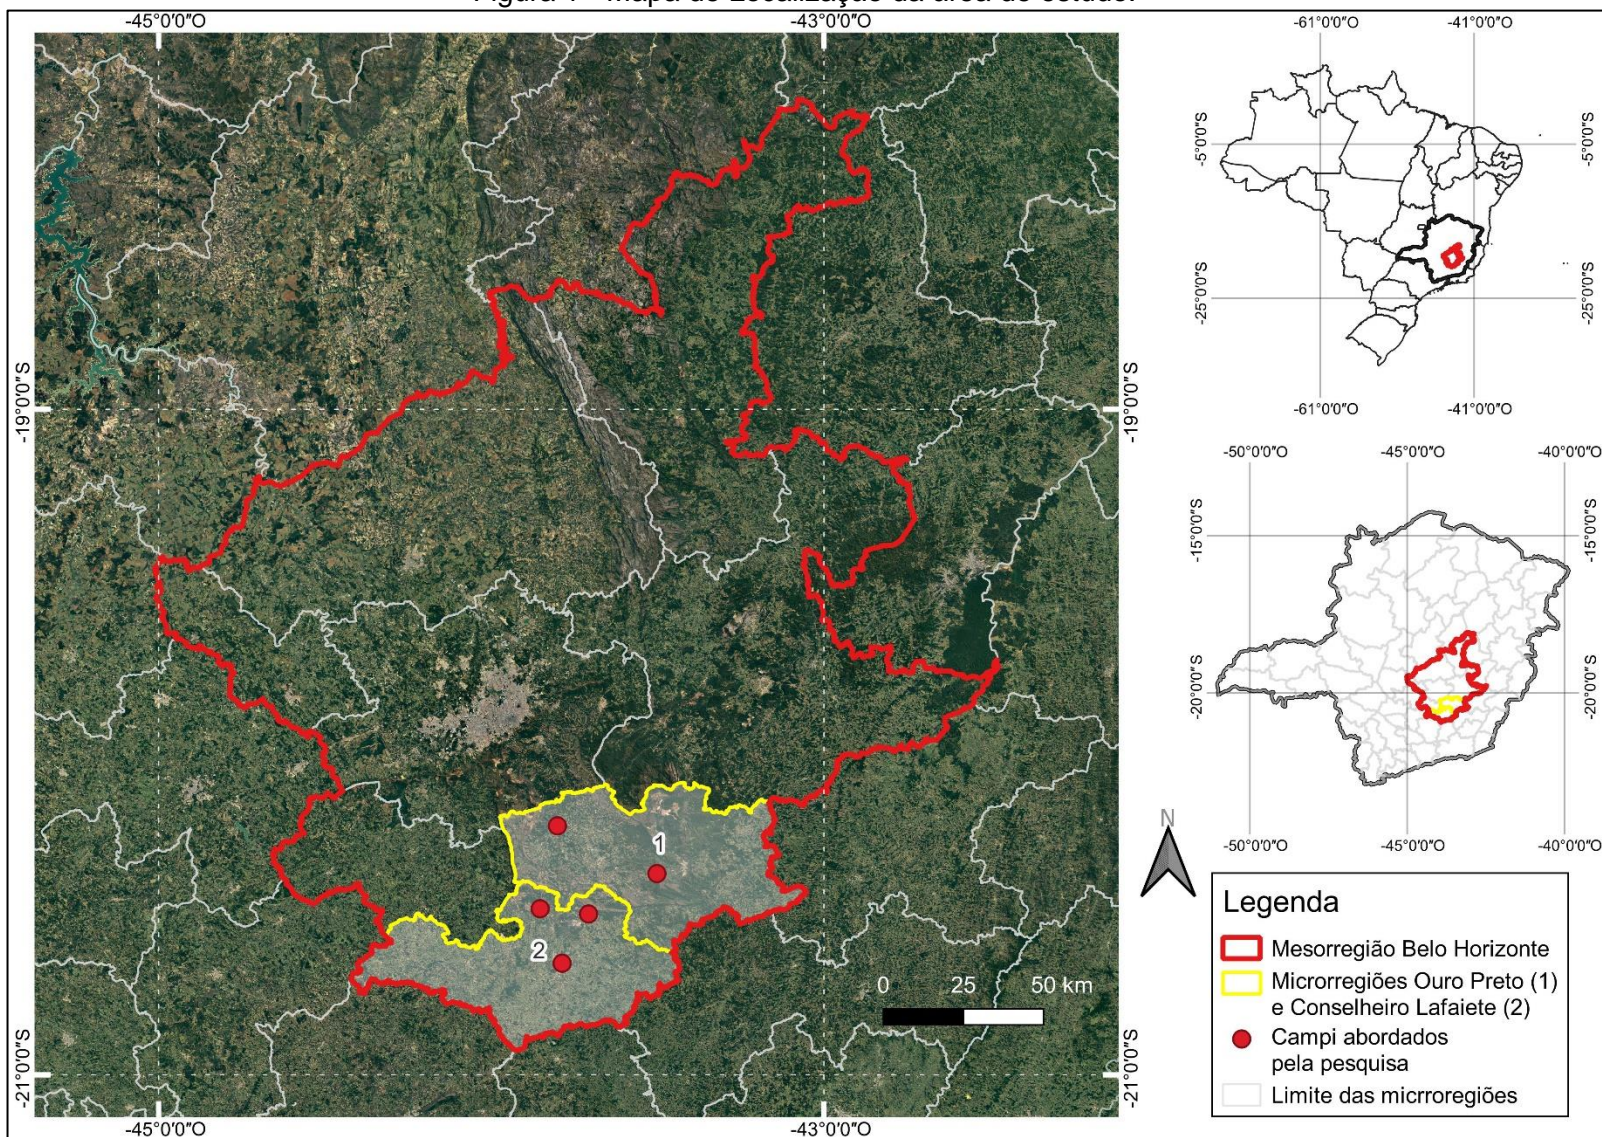 -45°0′0″O
-43°0′0″O
-19°0′0″S
-19°0′0″S
1
2
0 25 50 km
-21°0′0″S
-21°0′0″S
-45°0′0″O
-43°0′0″O
-61°0′0″O
-41°0′0″O
-5°0′0″S
-5°0′0″S
-25°0′0″S
-25°0′0″S
-61°0′0″O
-41°0′0″O
-50°0′0″O
-45°0′0″O
-40°0′0″O
-15°0′0″S
-15°0′0″S
-20°0′0″S
-20°0′0″S
-50°0′0″O
-45°0′0″O
-40°0′0″O
N
Legenda
Mesorregião Belo Horizonte
Microrregiões Ouro Preto (1)
e Conselheiro Lafaiete (2)
Campi abordados
pela pesquisa
Limite das micrroregiões